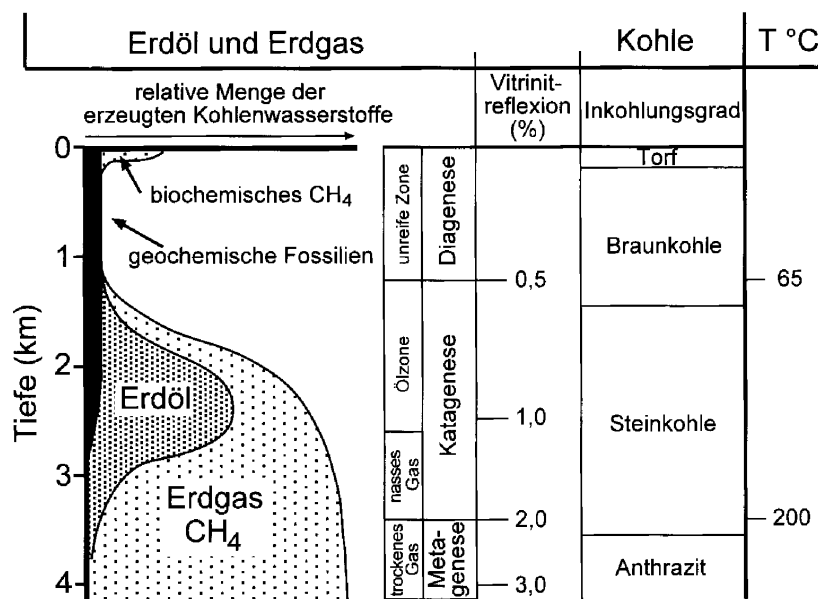 Erdöl und Erdgas
Kohle
T °C
relative Menge der
erzeugten Kohlenwasserstoffe
Vitrinit-
reflexion
(%)
Inkohlungsgrad
Tiefe (km)
0
1
2
3
4
biochemisches CH₄
geochemische Fossilien
Erdöl
Erdgas
CH₄
unreife Zone
Ölzone
nasses
Gas
trockenes
Gas
Diagenese
Katagenese
Meta-
genese
0,5
1,0
2,0
3,0
Torf
Braunkohle
Steinkohle
Anthrazit
65
200